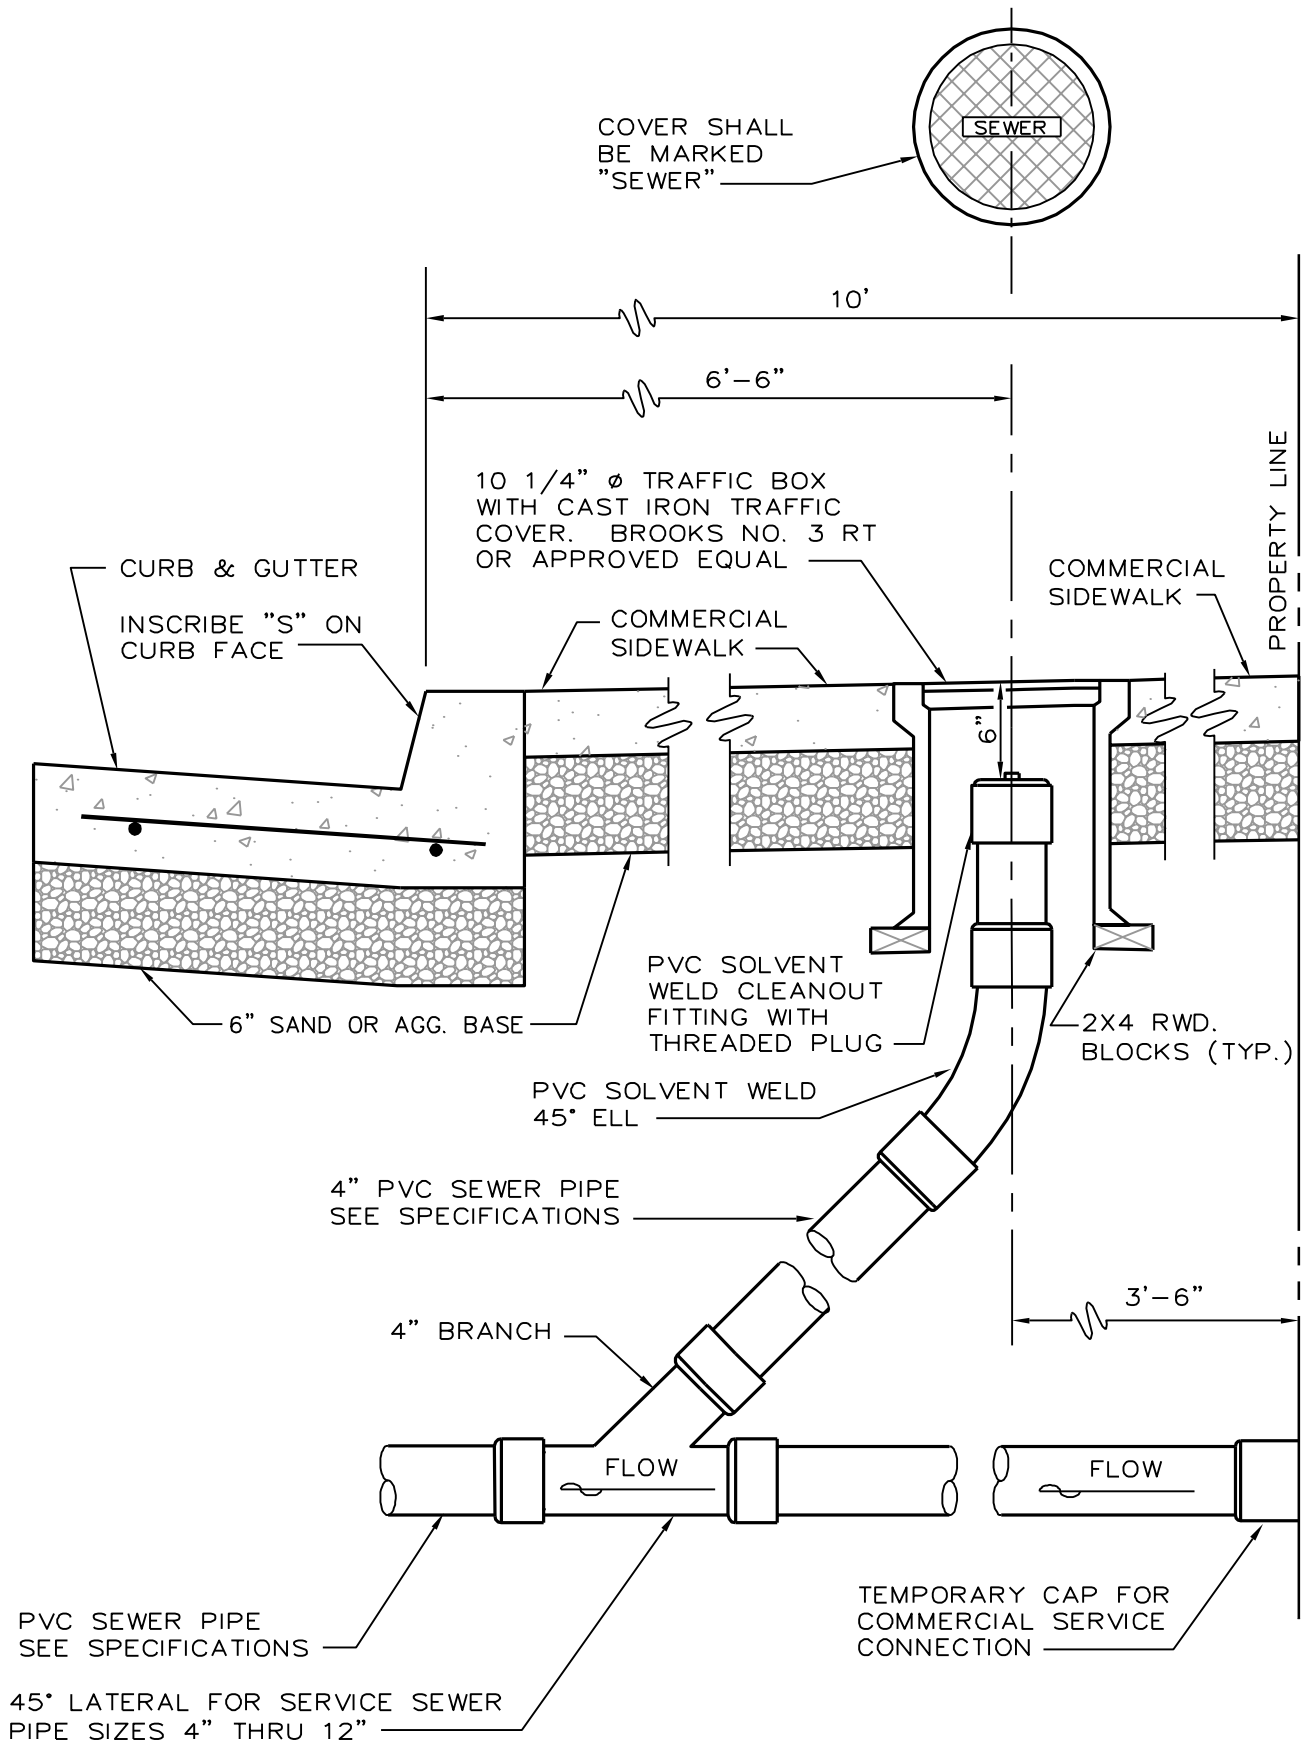 SEWER
COVER SHALL
BE MARKED
"SEWER"
10'
6'-6"
10 1/4" ø TRAFFIC BOX
WITH CAST IRON TRAFFIC
COVER. BROOKS NO. 3 RT
OR APPROVED EQUAL
PROPERTY LINE
CURB & GUTTER
COMMERCIAL
SIDEWALK
INSCRIBE "S" ON
CURB FACE
COMMERCIAL
SIDEWALK
6"
PVC SOLVENT
WELD CLEANOUT
FITTING WITH
THREADED PLUG
6" SAND OR AGG. BASE
2X4 RWD.
BLOCKS (TYP.)
PVC SOLVENT WELD
45° ELL
4" PVC SEWER PIPE
SEE SPECIFICATIONS
3'-6"
4" BRANCH
FLOW
FLOW
TEMPORARY CAP FOR
COMMERCIAL SERVICE
CONNECTION
PVC SEWER PIPE
SEE SPECIFICATIONS
45° LATERAL FOR SERVICE SEWER
PIPE SIZES 4" THRU 12"